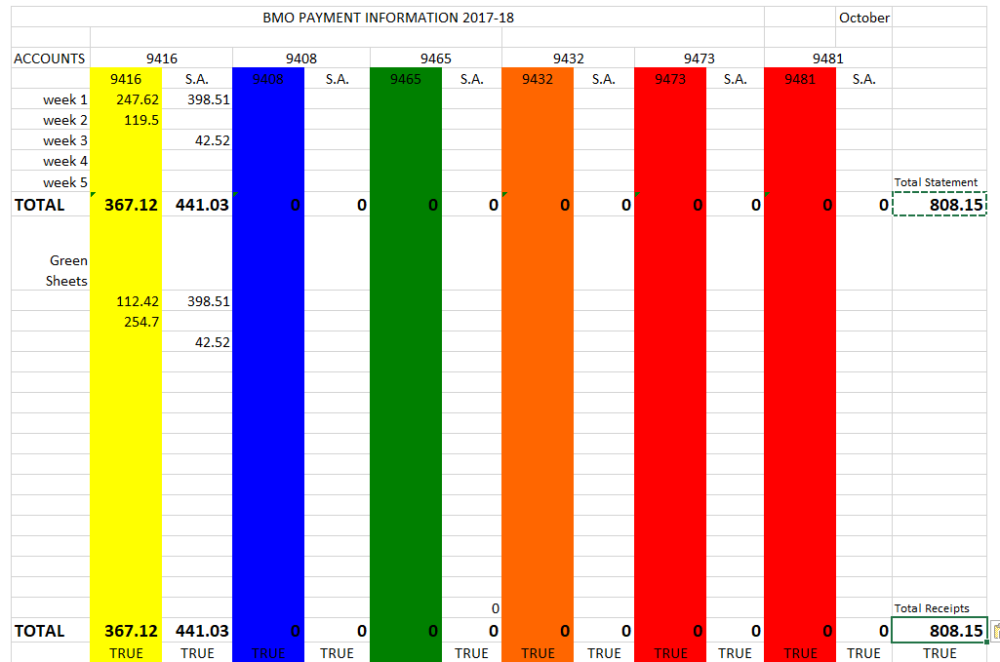 BMO PAYMENT INFORMATION 2017-18 October
ACCOUNTS 9416 9408 9465 9432 9473 9481
9416 S.A. 9408 S.A. 9465 S.A. 9432 S.A. 9473 S.A. 9481 S.A.
week 1 247.62 398.51
week 2 119.5
week 3 42.52
week 4
week 5 Total Statement
TOTAL 367.12 441.03 0 0 0 0 0 0 0 0 0 0 808.15
Green
Sheets
112.42 398.51
254.7
42.52
0 Total Receipts
TOTAL 367.12 441.03 0 0 0 0 0 0 0 0 0 0 808.15
TRUE TRUE TRUE TRUE TRUE TRUE TRUE TRUE TRUE TRUE TRUE TRUE TRUE